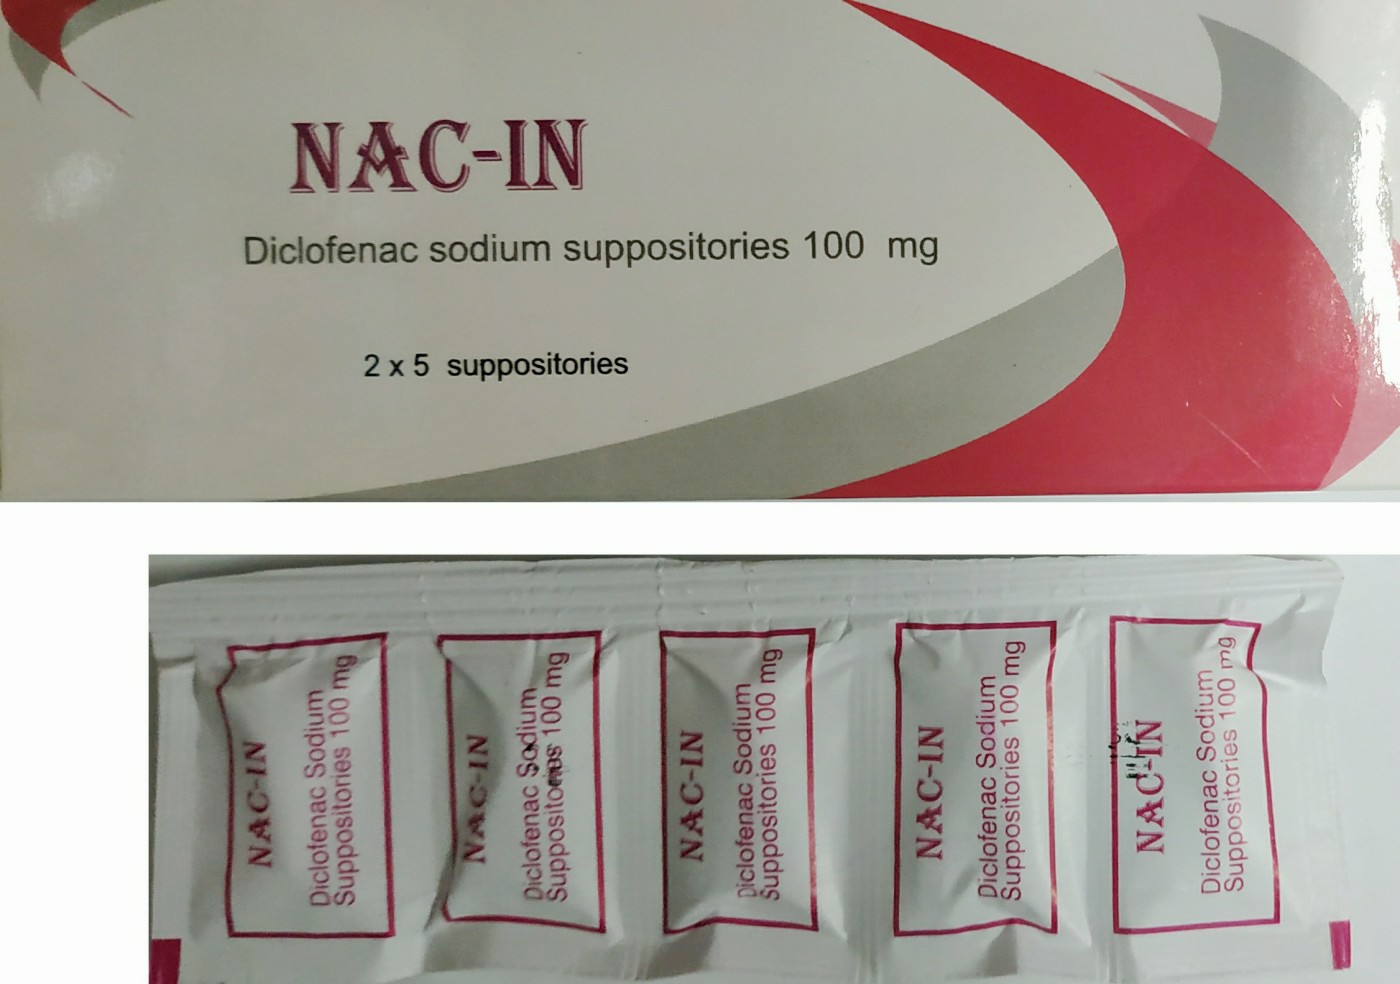 NAC-IN
Diclofenac sodium suppositories 100 mg
2 x 5 suppositories
NAC-IN
Diclofenac Sodium
Suppositories 100 mg
NAC-IN
Diclofenac Sodium
Suppositories 100 mg
NAC-IN
Diclofenac Sodium
Suppositories 100 mg
NAC-IN
Diclofenac Sodium
Suppositories 100 mg
NAC-IN
Diclofenac Sodium
Suppositories 100 mg